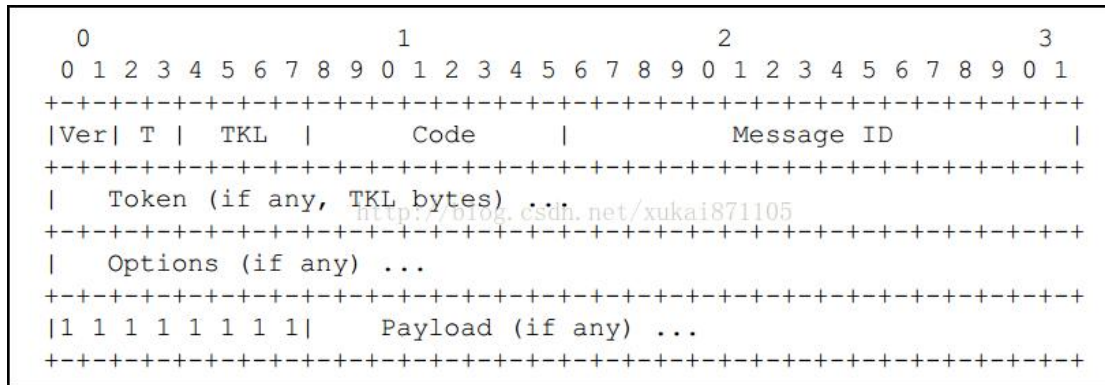 0 1 2 3
0 1 2 3 4 5 6 7 8 9 0 1 2 3 4 5 6 7 8 9 0 1 2 3 4 5 6 7 8 9 0 1
+-+-+-+-+-+-+-+-+-+-+-+-+-+-+-+-+-+-+-+-+-+-+-+-+-+-+-+-+-+-+-+-+
|Ver| T | TKL | Code | Message ID |
+-+-+-+-+-+-+-+-+-+-+-+-+-+-+-+-+-+-+-+-+-+-+-+-+-+-+-+-+-+-+-+-+
| Token (if any, TKL bytes) ...
http://blog.csdn.net/xukai871105
+-+-+-+-+-+-+-+-+-+-+-+-+-+-+-+-+-+-+-+-+-+-+-+-+-+-+-+-+-+-+-+-+
| Options (if any) ...
+-+-+-+-+-+-+-+-+-+-+-+-+-+-+-+-+-+-+-+-+-+-+-+-+-+-+-+-+-+-+-+-+
|1 1 1 1 1 1 1 1| Payload (if any) ...
+-+-+-+-+-+-+-+-+-+-+-+-+-+-+-+-+-+-+-+-+-+-+-+-+-+-+-+-+-+-+-+-+